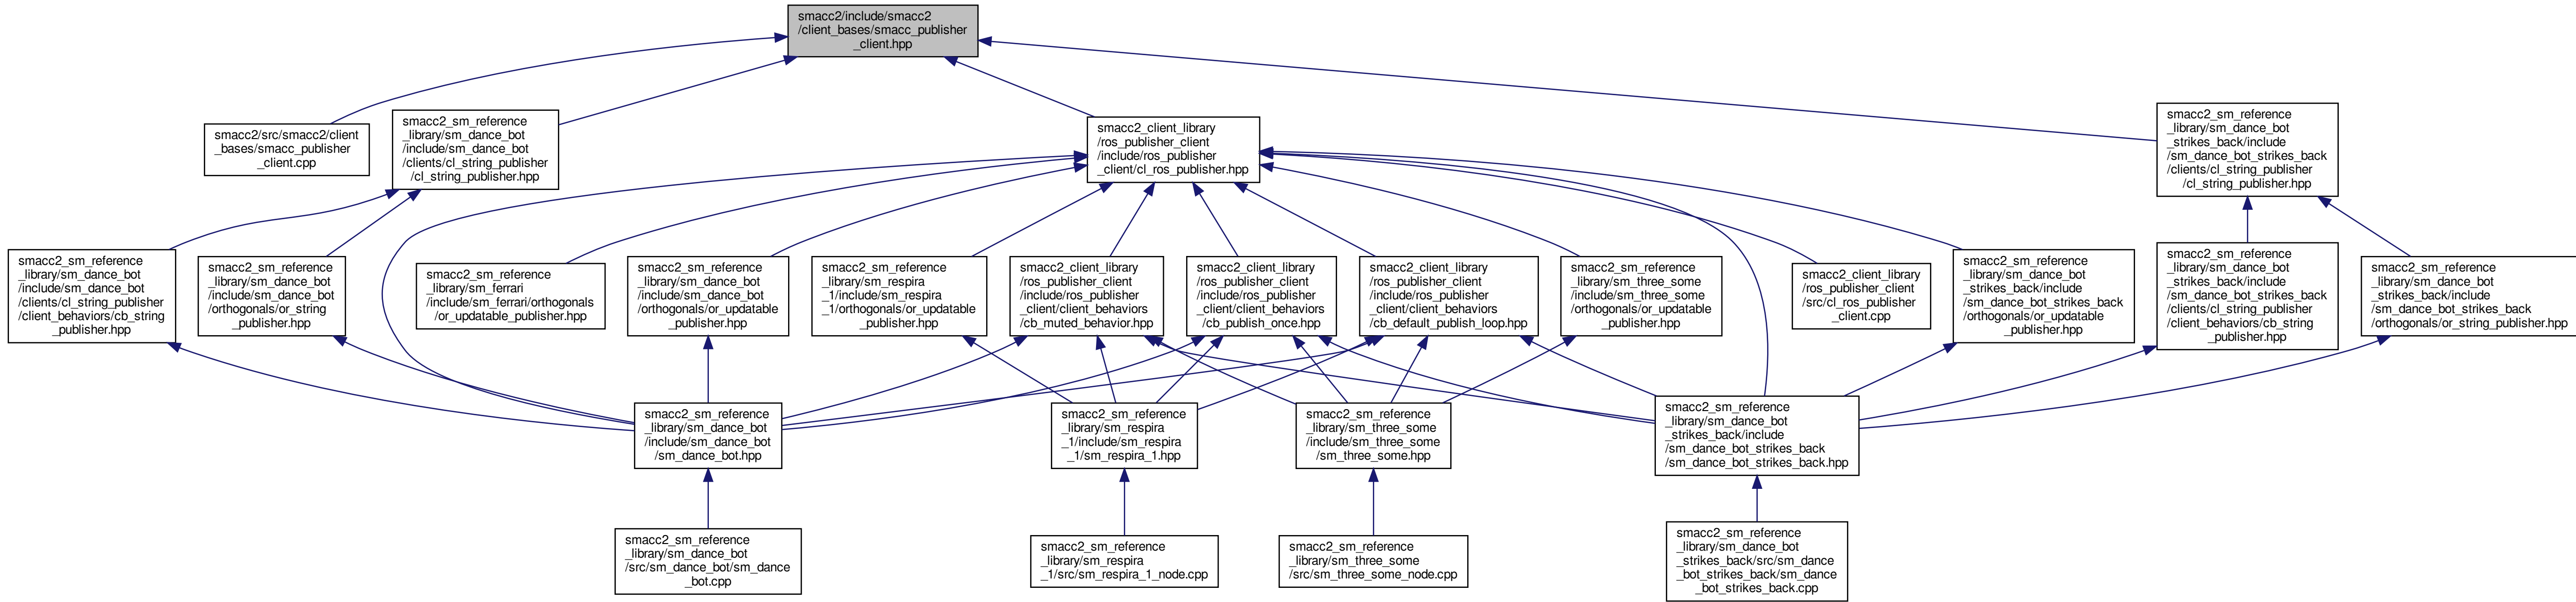 smacc2/include/smacc2
/client_bases/smacc_publisher
_client.hpp
smacc2/src/smacc2/client
_bases/smacc_publisher
_client.cpp
smacc2_sm_reference
_library/sm_dance_bot
/include/sm_dance_bot
/clients/cl_string_publisher
/cl_string_publisher.hpp
smacc2_client_library
/ros_publisher_client
/include/ros_publisher
_client/cl_ros_publisher.hpp
smacc2_sm_reference
_library/sm_dance_bot
_strikes_back/include
/sm_dance_bot_strikes_back
/clients/cl_string_publisher
/cl_string_publisher.hpp
smacc2_sm_reference
_library/sm_dance_bot
/include/sm_dance_bot
/clients/cl_string_publisher
/client_behaviors/cb_string
_publisher.hpp
smacc2_sm_reference
_library/sm_dance_bot
/include/sm_dance_bot
/orthogonals/or_string
_publisher.hpp
smacc2_sm_reference
_library/sm_ferrari
/include/sm_ferrari/orthogonals
/or_updatable_publisher.hpp
smacc2_sm_reference
_library/sm_dance_bot
/include/sm_dance_bot
/orthogonals/or_updatable
_publisher.hpp
smacc2_sm_reference
_library/sm_respira
_1/include/sm_respira
_1/orthogonals/or_updatable
_publisher.hpp
smacc2_client_library
/ros_publisher_client
/include/ros_publisher
_client/client_behaviors
/cb_muted_behavior.hpp
smacc2_client_library
/ros_publisher_client
/include/ros_publisher
_client/client_behaviors
/cb_publish_once.hpp
smacc2_client_library
/ros_publisher_client
/include/ros_publisher
_client/client_behaviors
/cb_default_publish_loop.hpp
smacc2_sm_reference
_library/sm_three_some
/include/sm_three_some
/orthogonals/or_updatable
_publisher.hpp
smacc2_client_library
/ros_publisher_client
/src/cl_ros_publisher
_client.cpp
smacc2_sm_reference
_library/sm_dance_bot
_strikes_back/include
/sm_dance_bot_strikes_back
/orthogonals/or_updatable
_publisher.hpp
smacc2_sm_reference
_library/sm_dance_bot
_strikes_back/include
/sm_dance_bot_strikes_back
/clients/cl_string_publisher
/client_behaviors/cb_string
_publisher.hpp
smacc2_sm_reference
_library/sm_dance_bot
_strikes_back/include
/sm_dance_bot_strikes_back
/orthogonals/or_string_publisher.hpp
smacc2_sm_reference
_library/sm_dance_bot
/include/sm_dance_bot
/sm_dance_bot.hpp
smacc2_sm_reference
_library/sm_respira
_1/include/sm_respira
_1/sm_respira_1.hpp
smacc2_sm_reference
_library/sm_three_some
/include/sm_three_some
/sm_three_some.hpp
smacc2_sm_reference
_library/sm_dance_bot
_strikes_back/include
/sm_dance_bot_strikes_back
/sm_dance_bot_strikes_back.hpp
smacc2_sm_reference
_library/sm_dance_bot
/src/sm_dance_bot/sm_dance
_bot.cpp
smacc2_sm_reference
_library/sm_respira
_1/src/sm_respira_1_node.cpp
smacc2_sm_reference
_library/sm_three_some
/src/sm_three_some_node.cpp
smacc2_sm_reference
_library/sm_dance_bot
_strikes_back/src/sm_dance
_bot_strikes_back/sm_dance
_bot_strikes_back.cpp